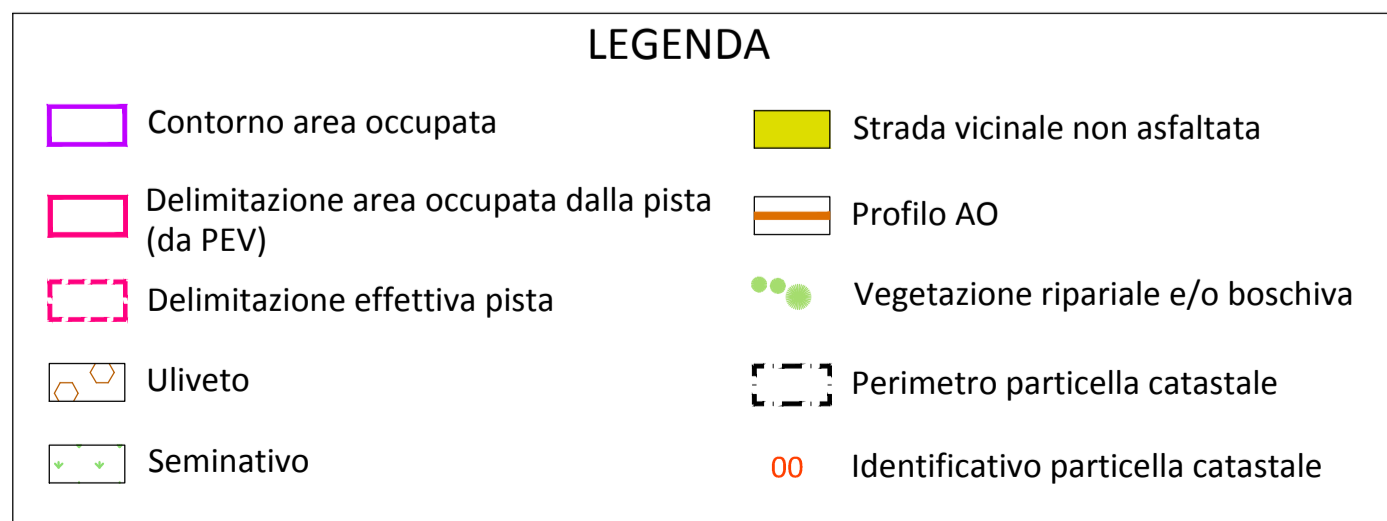 LEGENDA
Contorno area occupata
Delimitazione area occupata dalla pista
(da PEV)
Delimitazione effettiva pista
Uliveto
Seminativo
Strada vicinale non asfaltata
Profilo AO
Vegetazione ripariale e/o boschiva
Perimetro particella catastale
00 Identificativo particella catastale